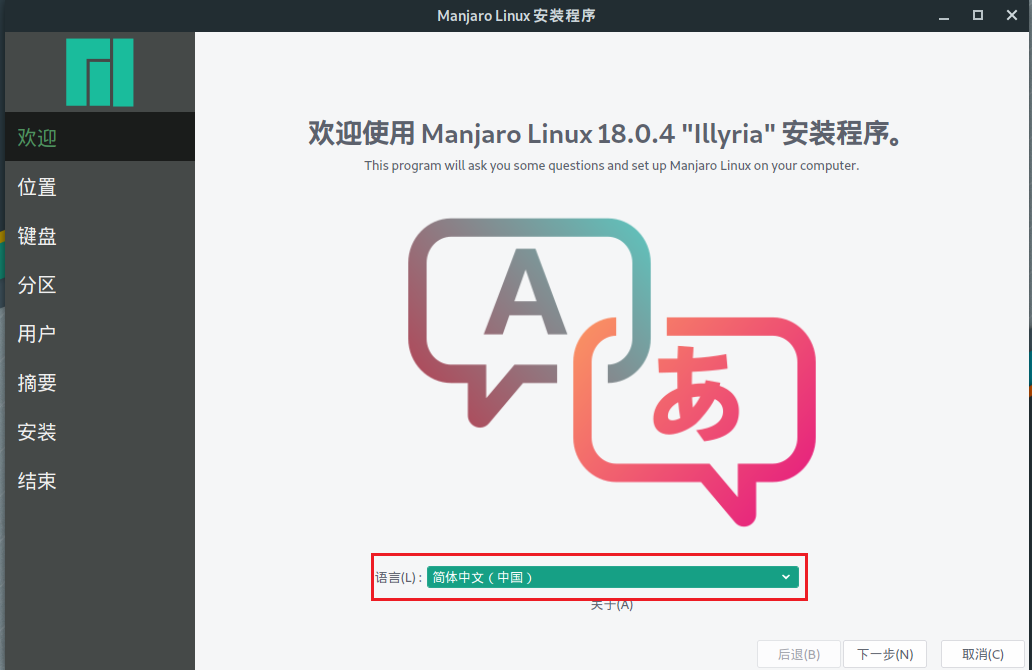 Manjaro Linux 安装程序
欢迎
位置
键盘
分区
用户
摘要
安装
结束
欢迎使用 Manjaro Linux 18.0.4 "Illyria" 安装程序。
This program will ask you some questions and set up Manjaro Linux on your computer.
A
あ
语言(L)： 简体中文（中国）
关于(A)
后退(B) 下一步(N) 取消(C)